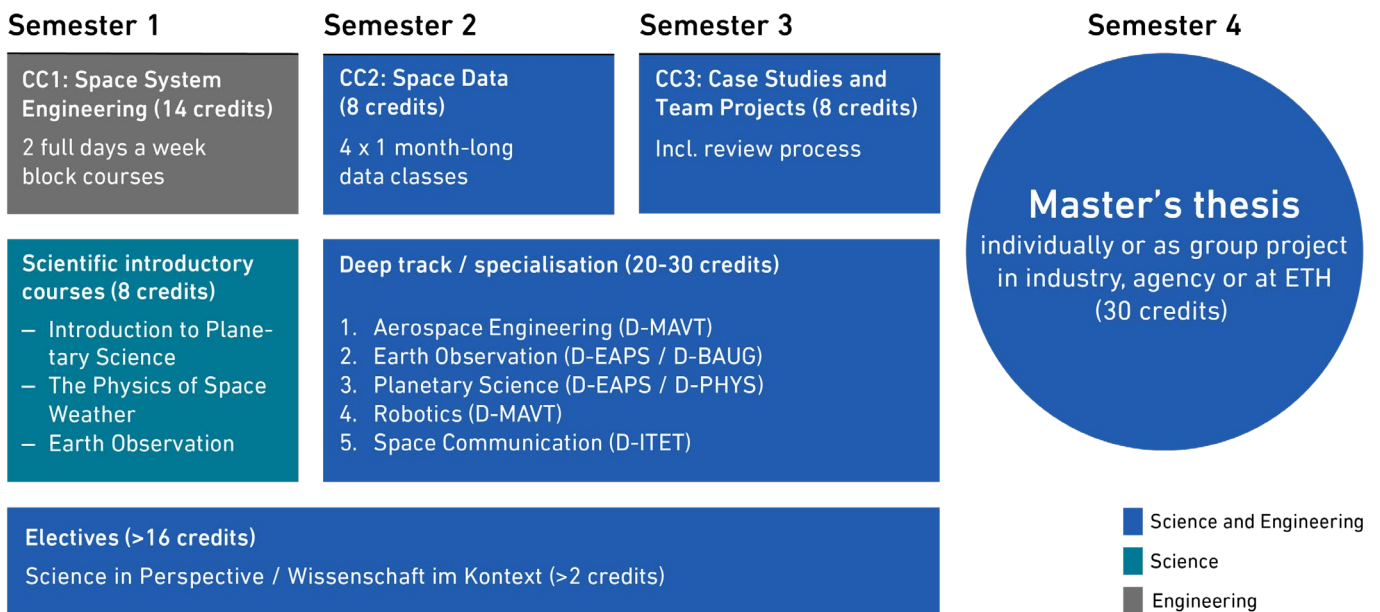 Semester 1
Semester 2
Semester 3
Semester 4
CC1: Space System
Engineering (14 credits)
2 full days a week
block courses
CC2: Space Data
(8 credits)
4 x 1 month-long
data classes
CC3: Case Studies and
Team Projects (8 credits)
Incl. review process
Master's thesis
individually or as group project
in industry, agency or at ETH
(30 credits)
Scientific introductory
courses (8 credits)
– Introduction to Plane-
tary Science
– The Physics of Space
Weather
– Earth Observation
Deep track / specialisation (20-30 credits)
1. Aerospace Engineering (D-MAVT)
2. Earth Observation (D-EAPS / D-BAUG)
3. Planetary Science (D-EAPS / D-PHYS)
4. Robotics (D-MAVT)
5. Space Communication (D-ITET)
Electives (>16 credits)
Science in Perspective / Wissenschaft im Kontext (>2 credits)
Science and Engineering
Science
Engineering